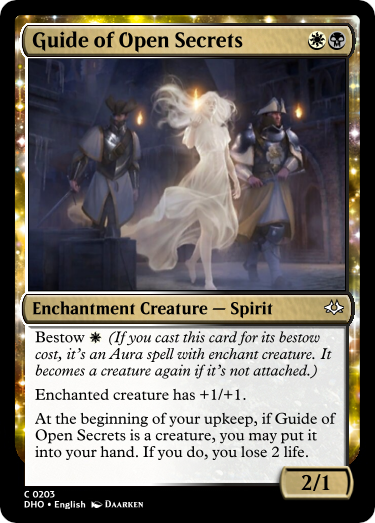 Guide of Open Secrets
Enchantment Creature — Spirit
Bestow (If you cast this card for its bestow
cost, it's an Aura spell with enchant creature. It
becomes a creature again if it's not attached.)
Enchanted creature has +1/+1.
At the beginning of your upkeep, if Guide of
Open Secrets is a creature, you may put it
into your hand. If you do, you lose 2 life.
2/1
C 0203
DHO • English DAARKEN